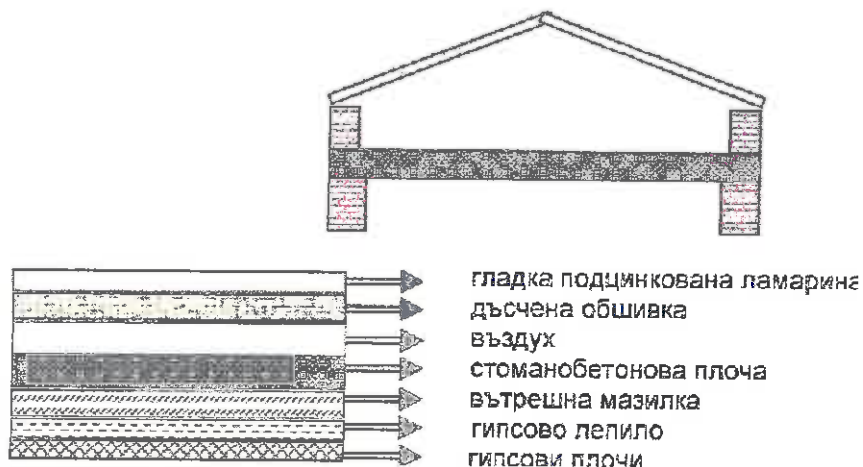 гладка подцинкована ламарина
дъсчена обшивка
въздух
стоманобетонова плоча
вътрешна мазилка
гипсово лепило
гипсови плочи